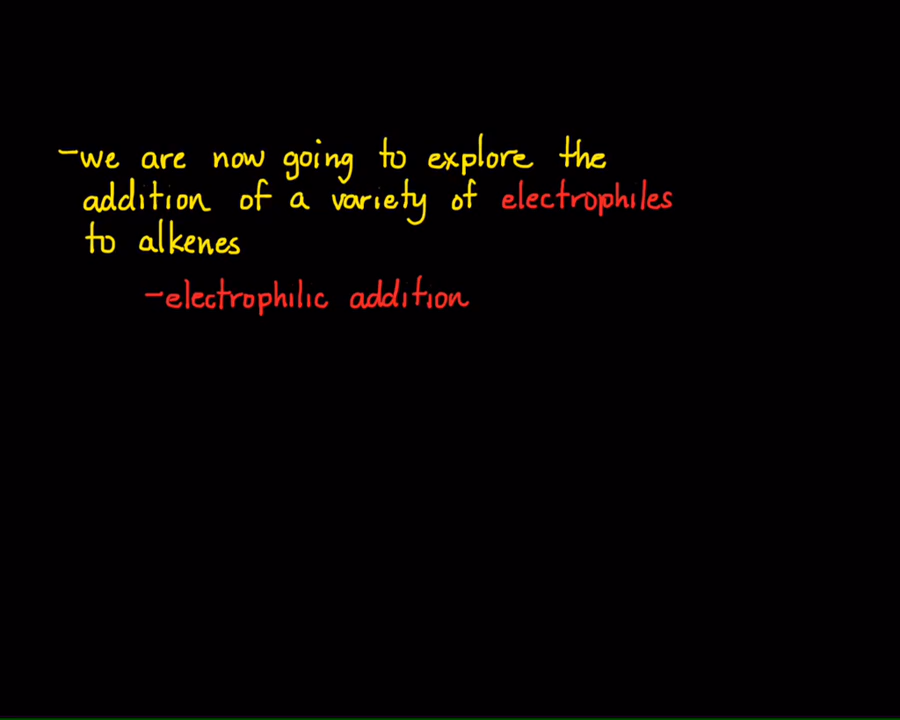 -we are now going to explore the
addition of a variety of electrophiles
to alkenes
-electrophilic addition